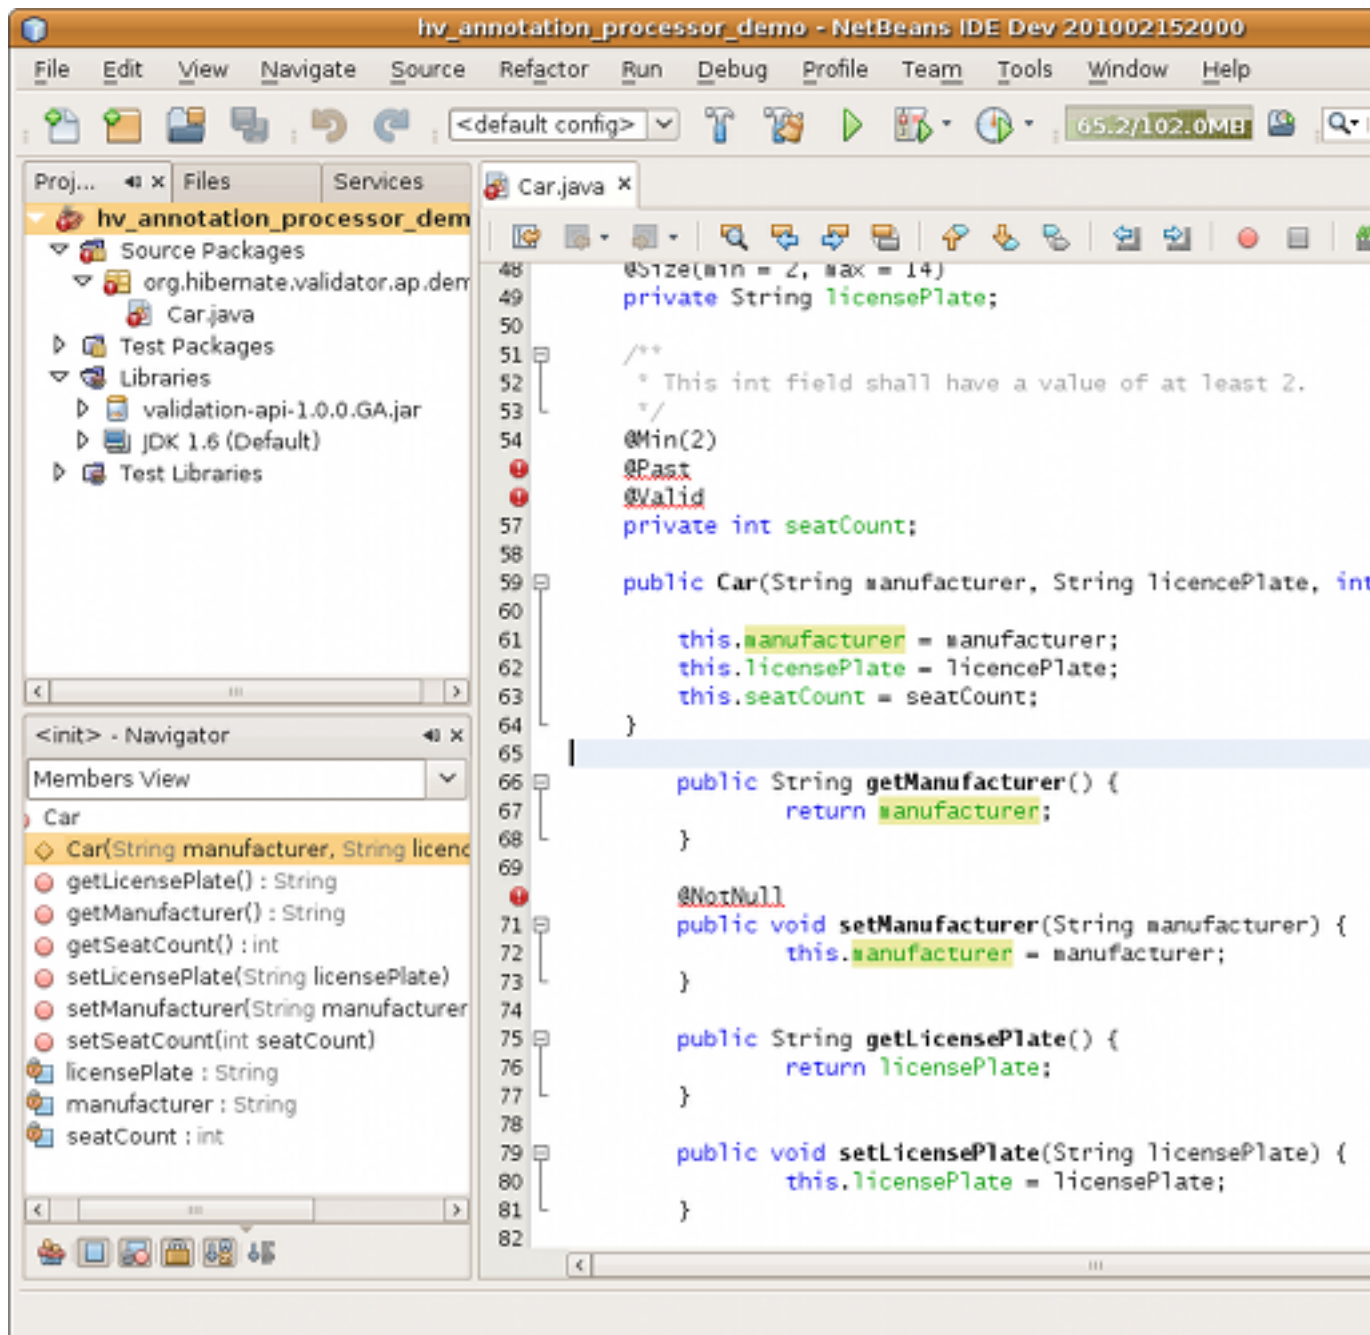 hv_annotation_processor_demo - NetBeans IDE Dev 201002152000
File Edit View Navigate Source Refactor Run Debug Profile Team Tools Window Help
<default config> 65.2/102.0MB
Proj... Files Services
hv_annotation_processor_dem
Source Packages
org.hibernate.validator.ap.dem
Car.java
Test Packages
Libraries
validation-api-1.0.0.GA.jar
JDK 1.6 (Default)
Test Libraries
<init> - Navigator
Members View
Car
Car(String manufacturer, String licenc
getLicensePlate() : String
getManufacturer() : String
getSeatCount() : int
setLicensePlate(String licensePlate)
setManufacturer(String manufacturer
setSeatCount(int seatCount)
licensePlate : String
manufacturer : String
seatCount : int
Car.java
48 @Size(min = 2, max = 14)
49 private String licensePlate;
50
51 /**
52 * This int field shall have a value of at least 2.
53 */
54 @Min(2)
@Past
@Valid
57 private int seatCount;
58
59 public Car(String manufacturer, String licencePlate, int
60
61 this.manufacturer = manufacturer;
62 this.licensePlate = licencePlate;
63 this.seatCount = seatCount;
64 }
65
66 public String getManufacturer() {
67 return manufacturer;
68 }
69
@NotNull
71 public void setManufacturer(String manufacturer) {
72 this.manufacturer = manufacturer;
73 }
74
75 public String getLicensePlate() {
76 return licensePlate;
77 }
78
79 public void setLicensePlate(String licensePlate) {
80 this.licensePlate = licensePlate;
81 }
82